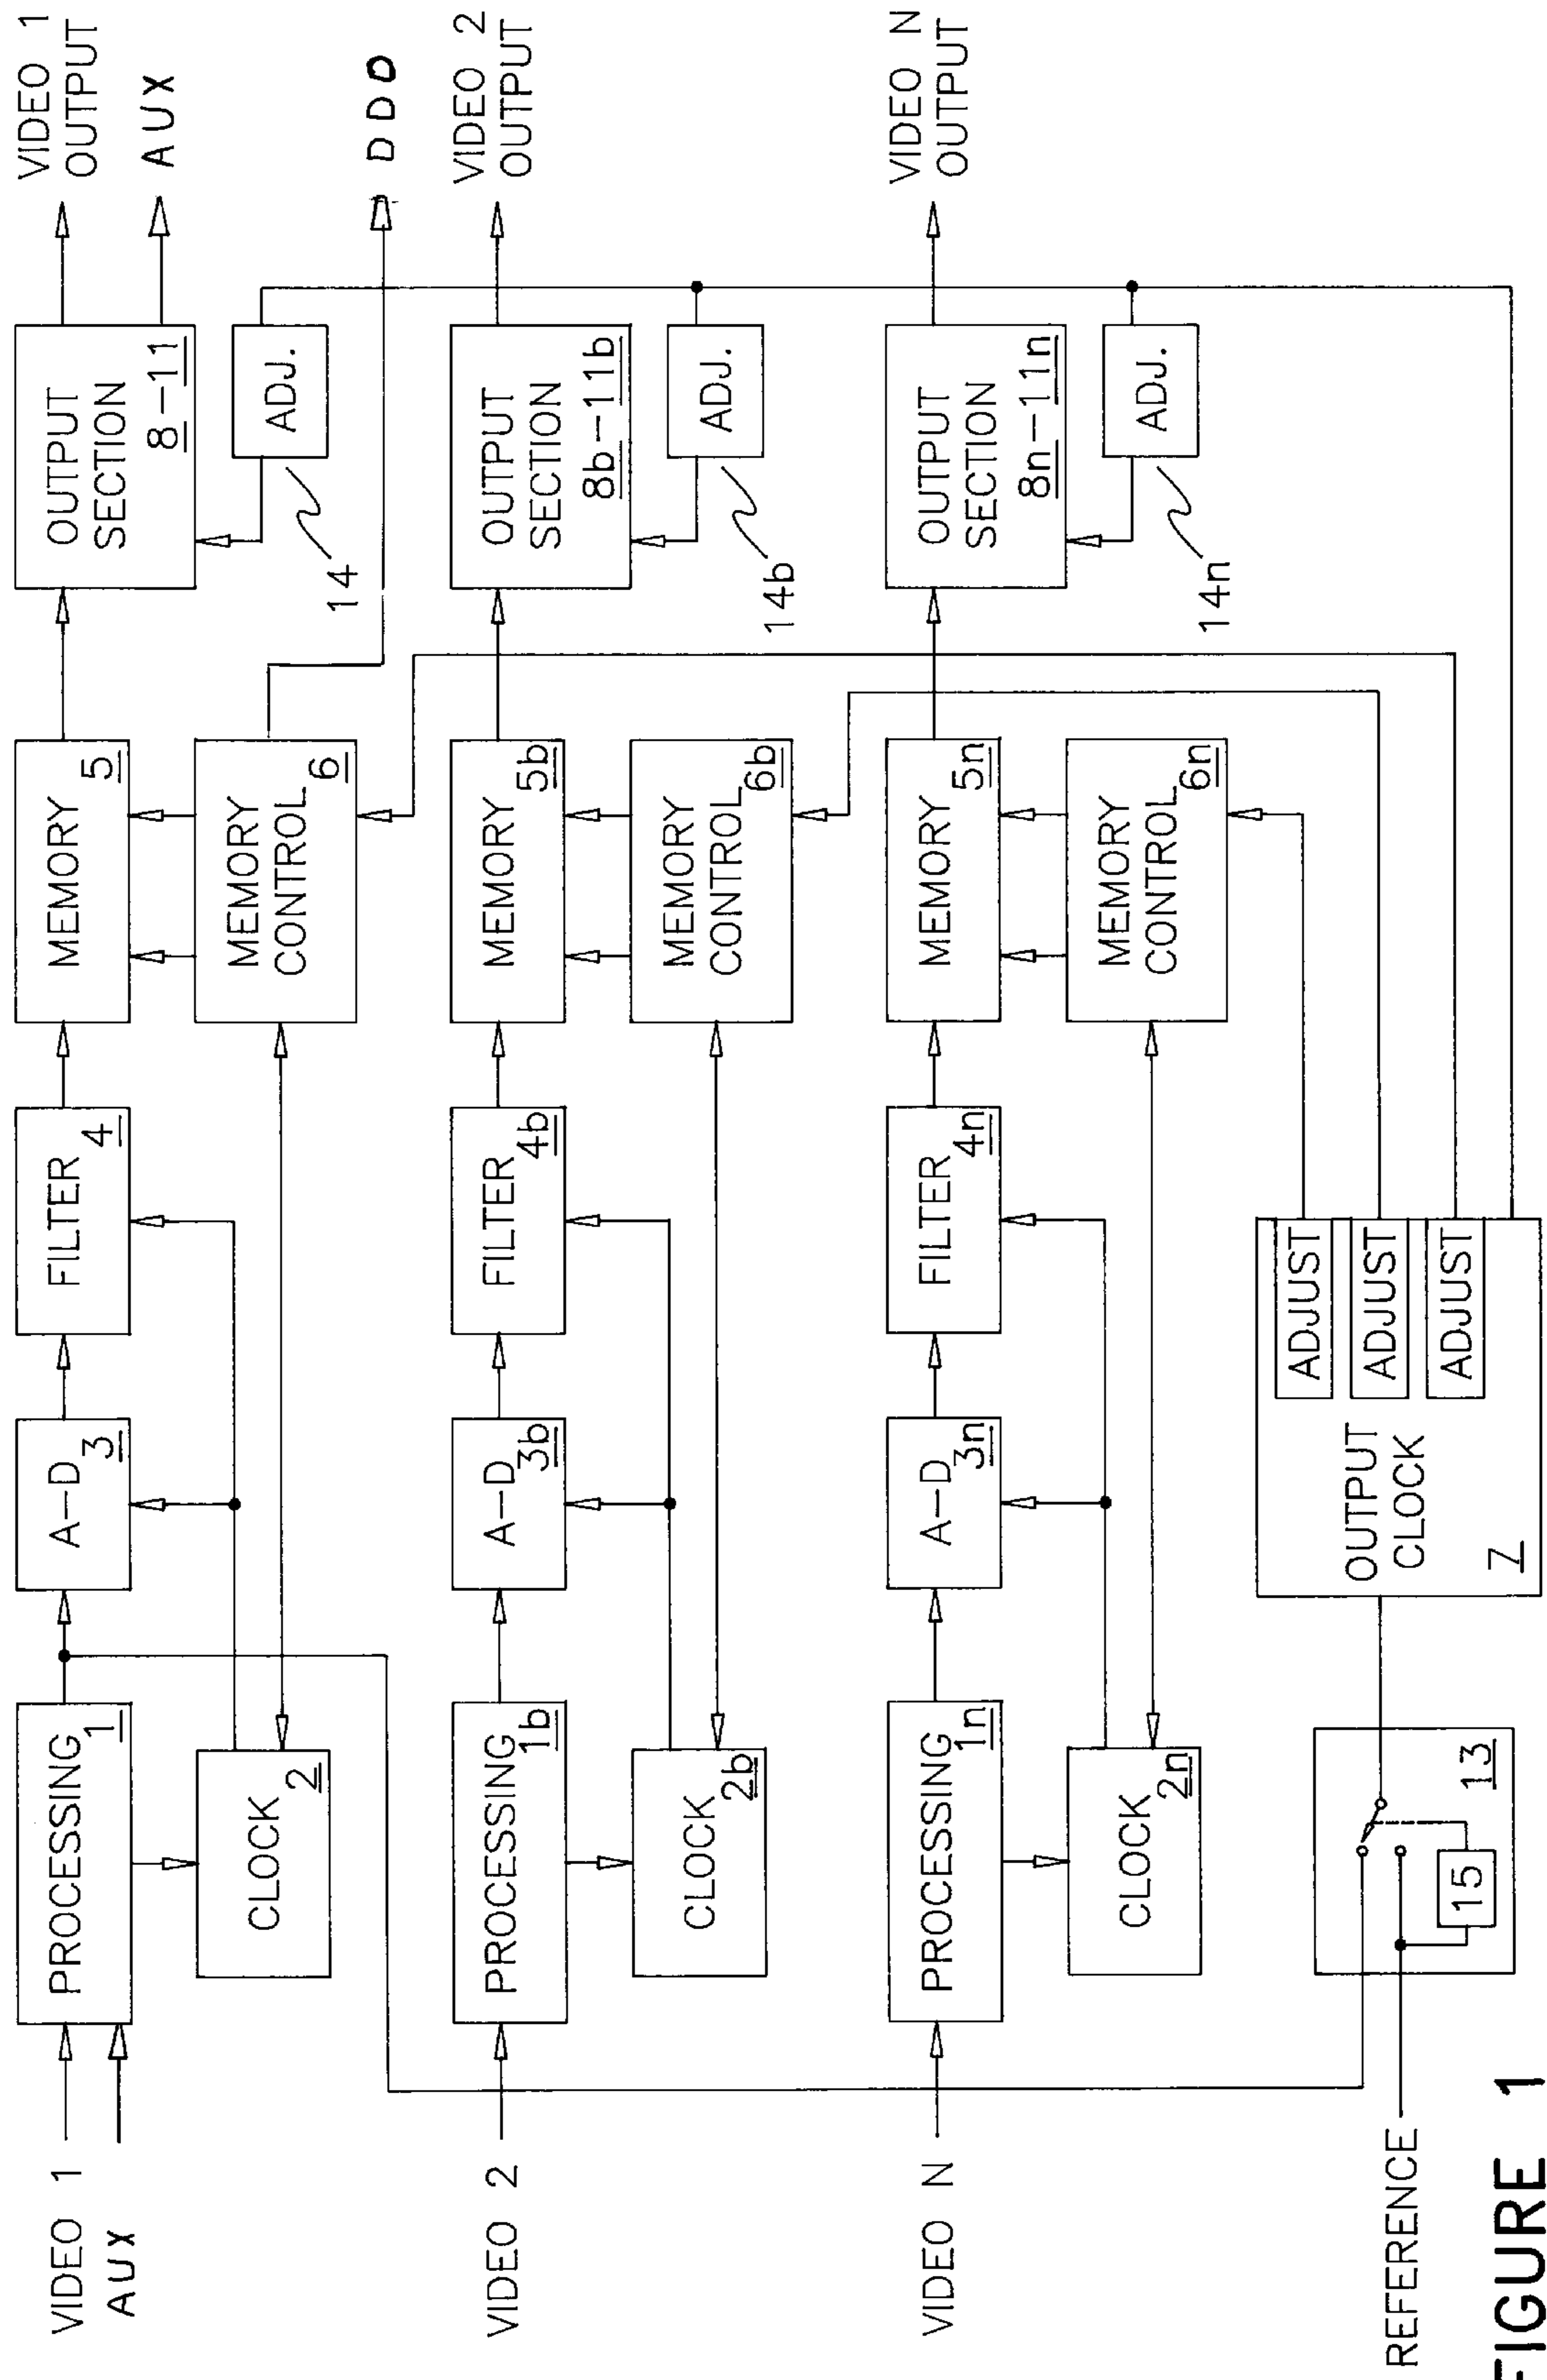 VIDEO 1
AUX
PROCESSING
1
CLOCK
2
A-D
3
FILTER
4
MEMORY
5
MEMORY
CONTROL
6
OUTPUT
SECTION
8-11
ADJ.
14
VIDEO 1
OUTPUT
AUX
DDO
VIDEO 2
PROCESSING
1b
CLOCK
2b
A-D
3b
FILTER
4b
MEMORY
5b
MEMORY
CONTROL
6b
OUTPUT
SECTION
8b-11b
ADJ.
14b
VIDEO 2
OUTPUT
VIDEO N
PROCESSING
1n
CLOCK
2n
A-D
3n
FILTER
4n
MEMORY
5n
MEMORY
CONTROL
6n
OUTPUT
SECTION
8n-11n
ADJ.
14n
VIDEO N
OUTPUT
REFERENCE
15
13
OUTPUT
CLOCK
7
ADJUST
ADJUST
ADJUST
FIGURE 1